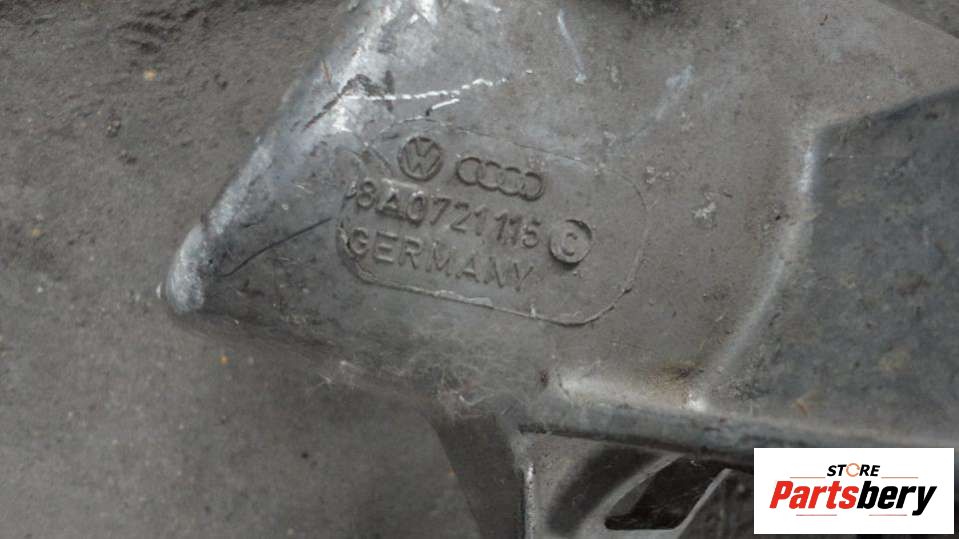 8A0721115 C
GERMANY
STORE
Partsbery